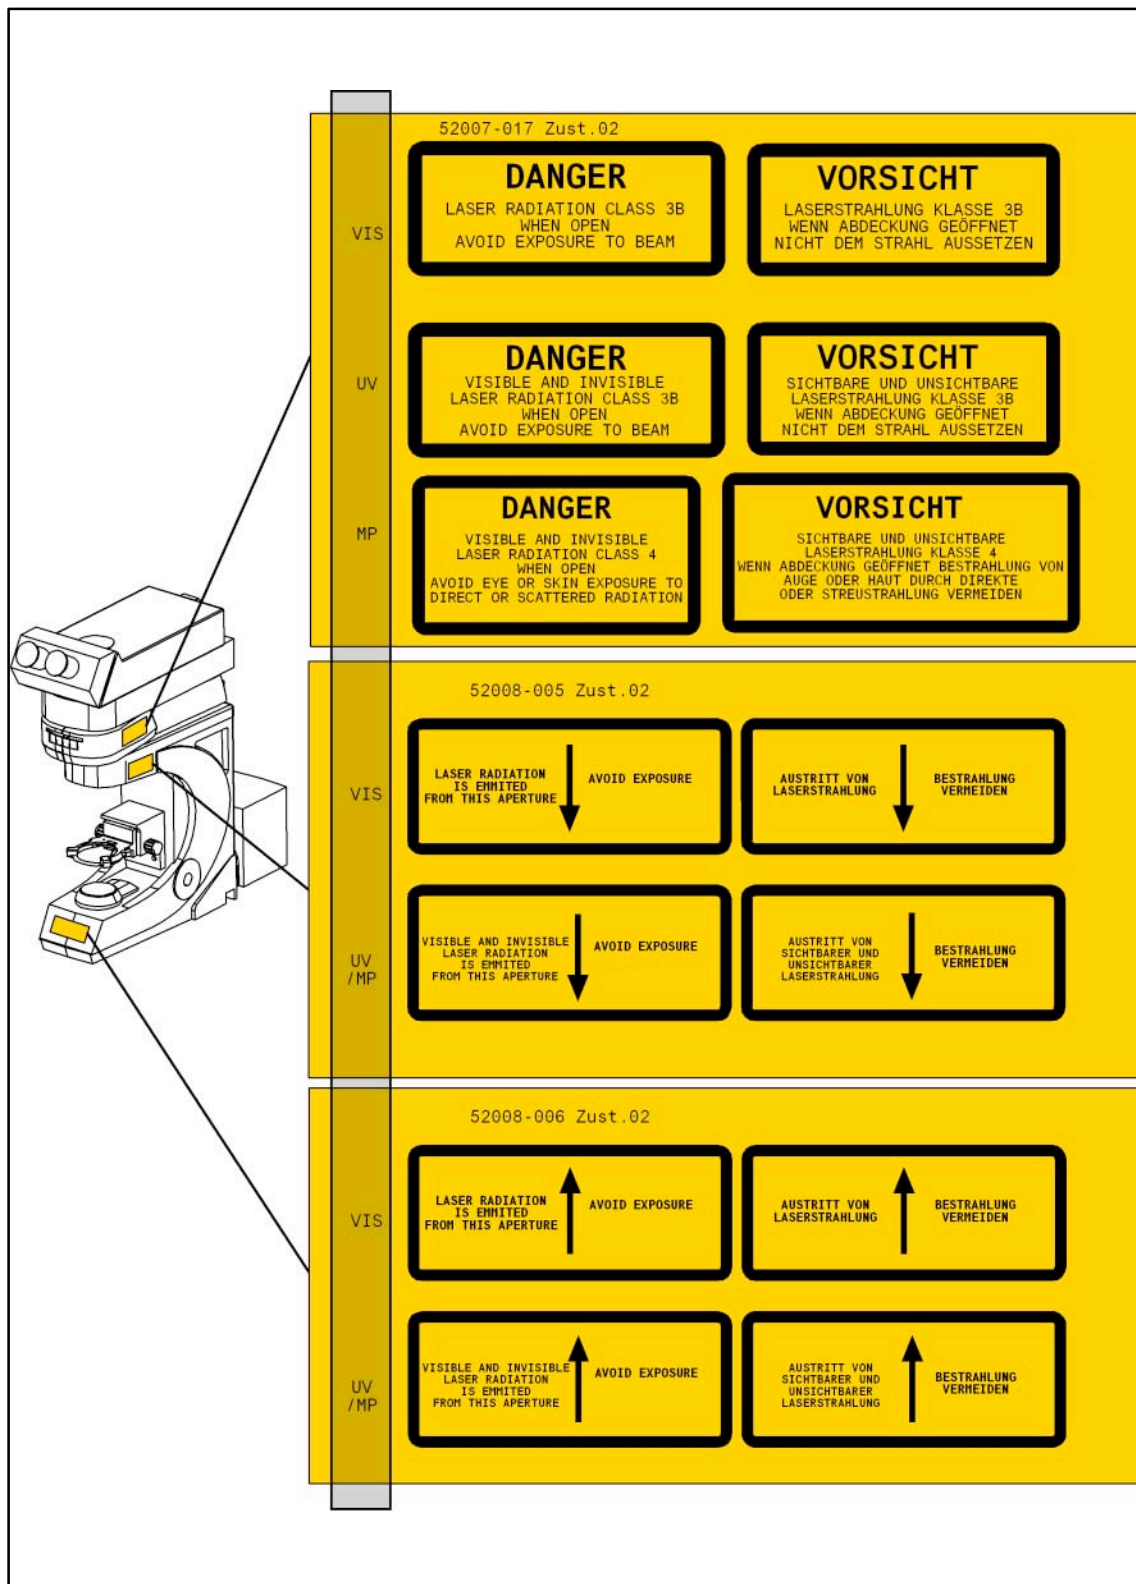 52007-017 Zust.02
VIS
DANGER
LASER RADIATION CLASS 3B
WHEN OPEN
AVOID EXPOSURE TO BEAM
VORSICHT
LASERSTRAHLUNG KLASSE 3B
WENN ABDECKUNG GEÖFFNET
NICHT DEM STRAHL AUSSETZEN
UV
DANGER
VISIBLE AND INVISIBLE
LASER RADIATION CLASS 3B
WHEN OPEN
AVOID EXPOSURE TO BEAM
VORSICHT
SICHTBARE UND UNSICHTBARE
LASERSTRAHLUNG KLASSE 3B
WENN ABDECKUNG GEÖFFNET
NICHT DEM STRAHL AUSSETZEN
MP
DANGER
VISIBLE AND INVISIBLE
LASER RADIATION CLASS 4
WHEN OPEN
AVOID EYE OR SKIN EXPOSURE TO
DIRECT OR SCATTERED RADIATION
VORSICHT
SICHTBARE UND UNSICHTBARE
LASERSTRAHLUNG KLASSE 4
WENN ABDECKUNG GEÖFFNET BESTRAHLUNG VON
AUGE ODER HAUT DURCH DIREKTE
ODER STREUSTRAHLUNG VERMEIDEN
52008-005 Zust.02
VIS
LASER RADIATION
IS EMMITED
FROM THIS APERTURE
AVOID EXPOSURE
AUSTRITT VON
LASERSTRAHLUNG
BESTRAHLUNG
VERMEIDEN
UV
/MP
VISIBLE AND INVISIBLE
LASER RADIATION
IS EMMITED
FROM THIS APERTURE
AVOID EXPOSURE
AUSTRITT VON
SICHTBARER UND
UNSICHTBARER
LASERSTRAHLUNG
BESTRAHLUNG
VERMEIDEN
52008-006 Zust.02
VIS
LASER RADIATION
IS EMMITED
FROM THIS APERTURE
AVOID EXPOSURE
AUSTRITT VON
LASERSTRAHLUNG
BESTRAHLUNG
VERMEIDEN
UV
/MP
VISIBLE AND INVISIBLE
LASER RADIATION
IS EMMITED
FROM THIS APERTURE
AVOID EXPOSURE
AUSTRITT VON
SICHTBARER UND
UNSICHTBARER
LASERSTRAHLUNG
BESTRAHLUNG
VERMEIDEN